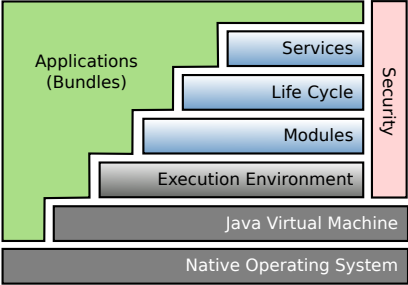 Applications
(Bundles)
Services
Life Cycle
Modules
Execution Environment
Security
Java Virtual Machine
Native Operating System